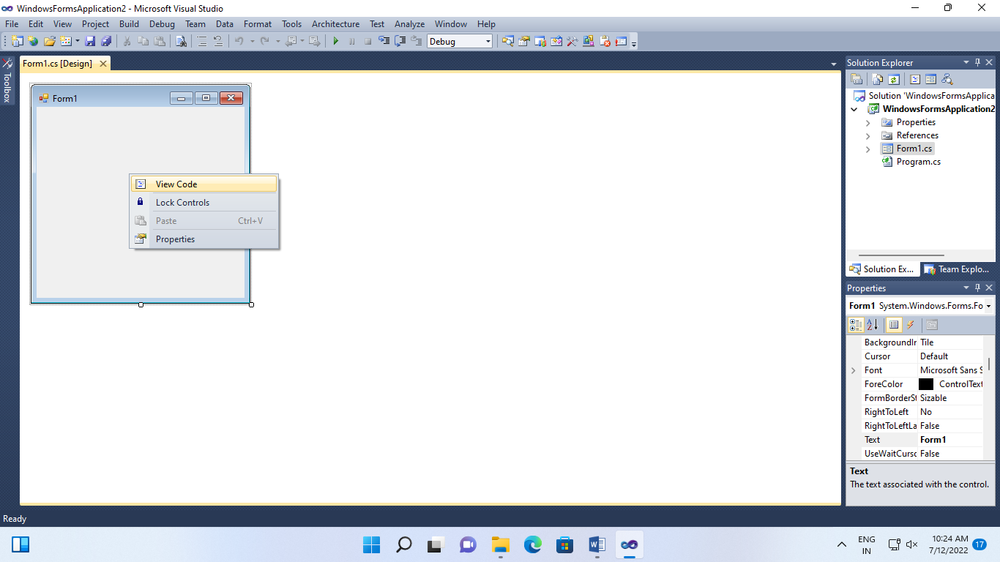 WindowsFormsApplication2 - Microsoft Visual Studio
File Edit View Project Build Debug Team Data Format Tools Architecture Test Analyze Window Help
Debug
Toolbox
Form1.cs [Design]
Form1
View Code
Lock Controls
Paste Ctrl+V
Properties
Solution Explorer
Solution 'WindowsFormsApplica
WindowsFormsApplication2
Properties
References
Form1.cs
Program.cs
Solution Ex... Team Explo...
Properties
Form1 System.Windows.Forms.Fo
BackgroundIr Tile
Cursor Default
Font Microsoft Sans S
ForeColor ControlText
FormBorderSt Sizable
RightToLeft No
RightToLeftLa False
Text Form1
UseWaitCurso False
Text
The text associated with the control.
Ready
ENG
IN
10:24 AM
7/12/2022
17